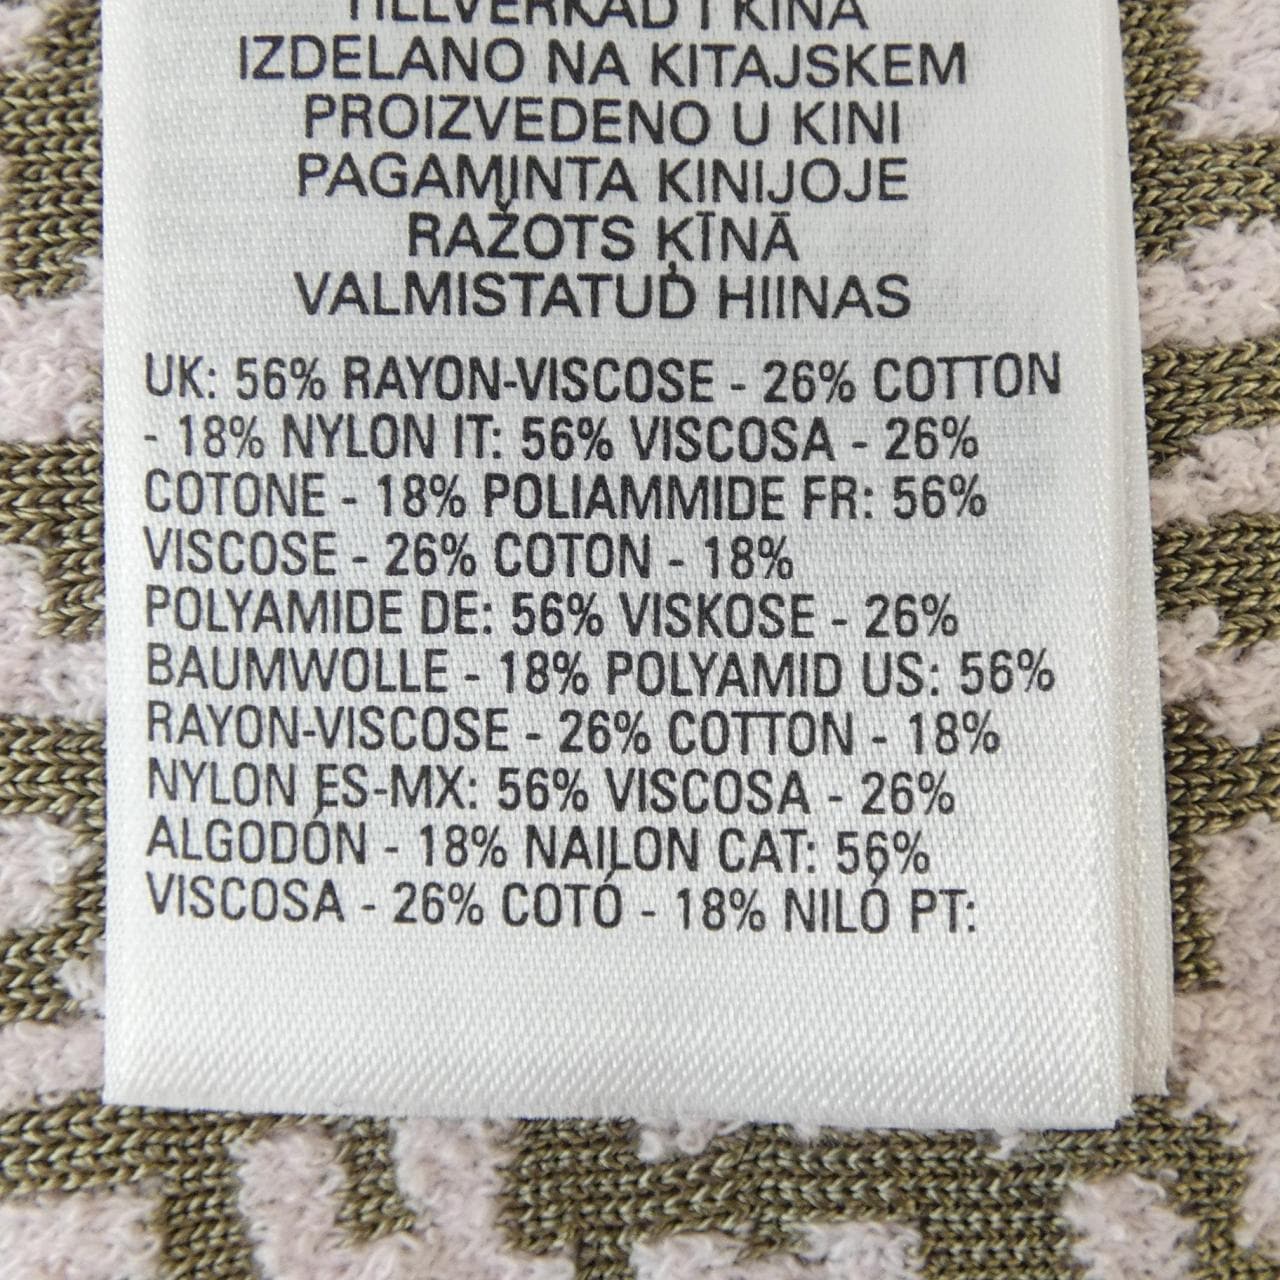 TILLVERKAD I KINA
IZDELANO NA KITAJSKEM
PROIZVEDENO U KINI
PAGAMINTA KINIJOJE
RAŽOTS ĶĪNĀ
VALMISTATUD HIINAS
UK: 56% RAYON-VISCOSE - 26% COTTON
- 18% NYLON IT: 56% VISCOSA - 26%
COTONE - 18% POLIAMMIDE FR: 56%
VISCOSE - 26% COTON - 18%
POLYAMIDE DE: 56% VISKOSE - 26%
BAUMWOLLE - 18% POLYAMID US: 56%
RAYON-VISCOSE - 26% COTTON - 18%
NYLON ES-MX: 56% VISCOSA - 26%
ALGODÓN - 18% NAILON CAT: 56%
VISCOSA - 26% COTÓ - 18% NILÓ PT: